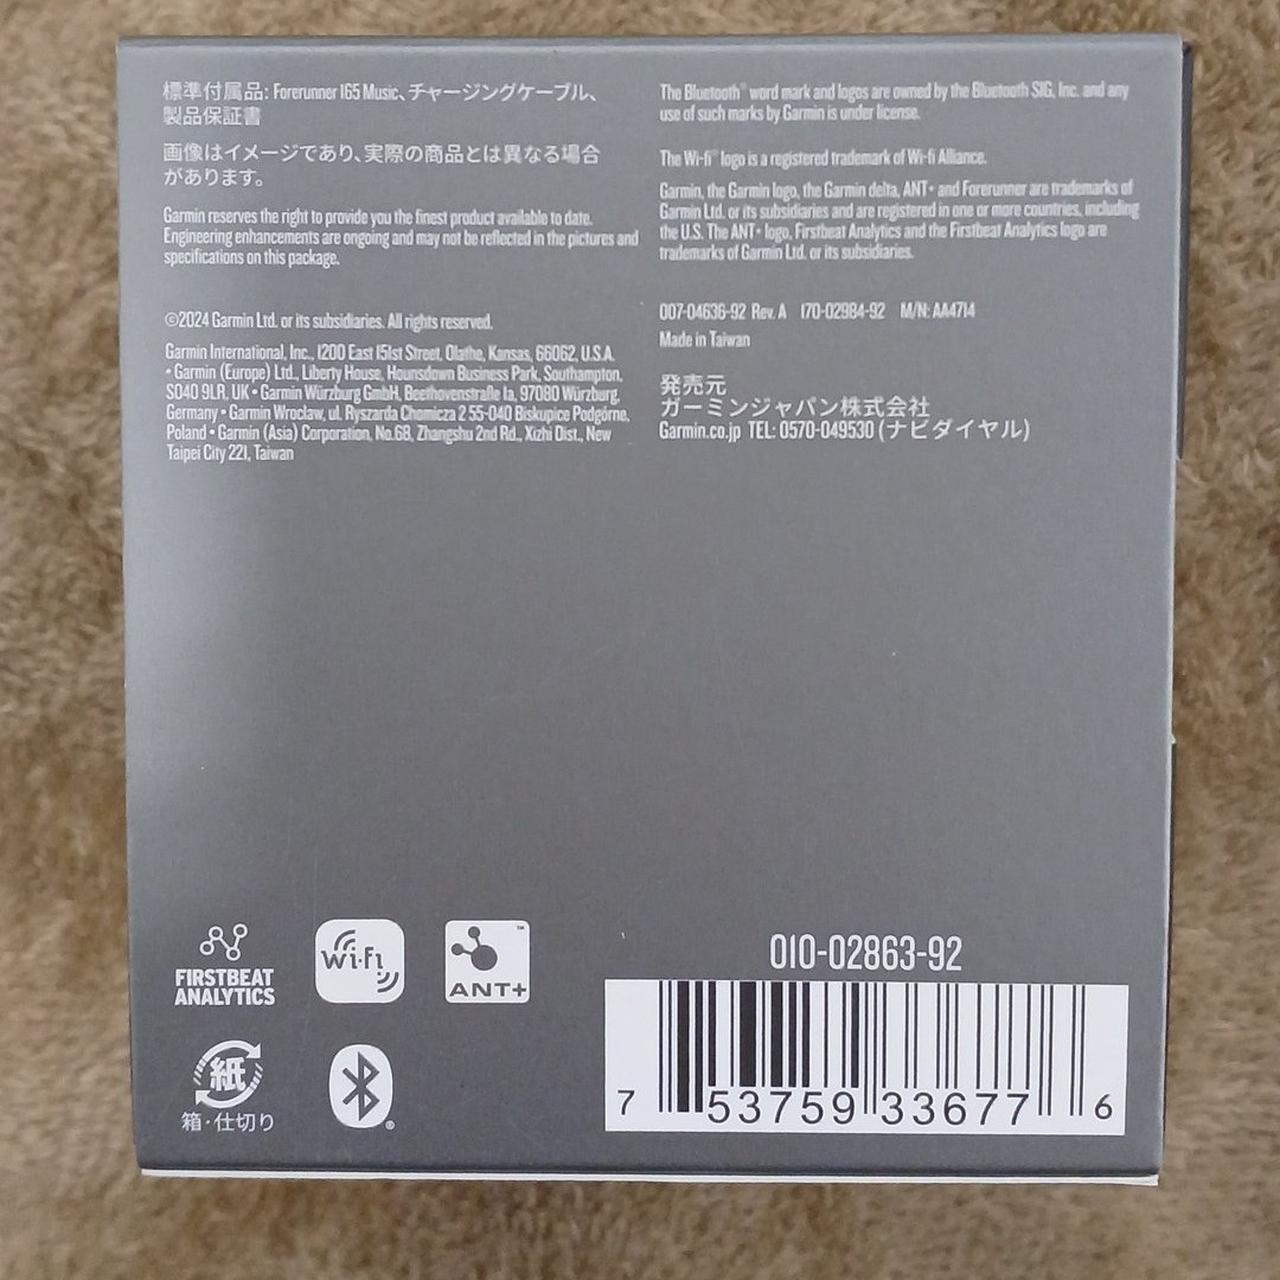 標準付属品: Forerunner 165 Music、チャージングケーブル、
製品保証書
画像はイメージであり、実際の商品とは異なる場合
があります。
Garmin reserves the right to provide you the finest product available to date.
Engineering enhancements are ongoing and may not be reflected in the pictures and
specifications on this package.
©2024 Garmin Ltd. or its subsidiaries. All rights reserved.
Garmin International, Inc., 1200 East 151st Street, Olathe, Kansas, 66062, U.S.A.
• Garmin (Europe) Ltd., Liberty House, Hounsdown Business Park, Southampton,
SO40 9LR, UK • Garmin Würzburg GmbH, Beethovenstraße 1a, 97080 Würzburg,
Germany • Garmin Wroclaw, ul. Ryszarda Chomicza 2 55-040 Biskupice Podgórne,
Poland • Garmin (Asia) Corporation, No.68, Zhangshu 2nd Rd., Xizhi Dist., New
Taipei City 221, Taiwan
The Bluetooth® word mark and logos are owned by the Bluetooth SIG, Inc. and any
use of such marks by Garmin is under license.
The Wi-fi® logo is a registered trademark of Wi-fi Alliance.
Garmin, the Garmin logo, the Garmin delta, ANT+ and Forerunner are trademarks of
Garmin Ltd. or its subsidiaries and are registered in one or more countries, including
the U.S. The ANT+ logo, Firstbeat Analytics and the Firstbeat Analytics logo are
trademarks of Garmin Ltd. or its subsidiaries.
007-04636-92 Rev. A 170-02984-92 M/N: AA4714
Made in Taiwan
発売元
ガーミンジャパン株式会社
Garmin.co.jp TEL: 0570-049530 (ナビダイヤル)
FIRSTBEAT
ANALYTICS
Wi-Fi
ANT+™
紙
箱・仕切り
®
010-02863-92
7 53759 33677 6